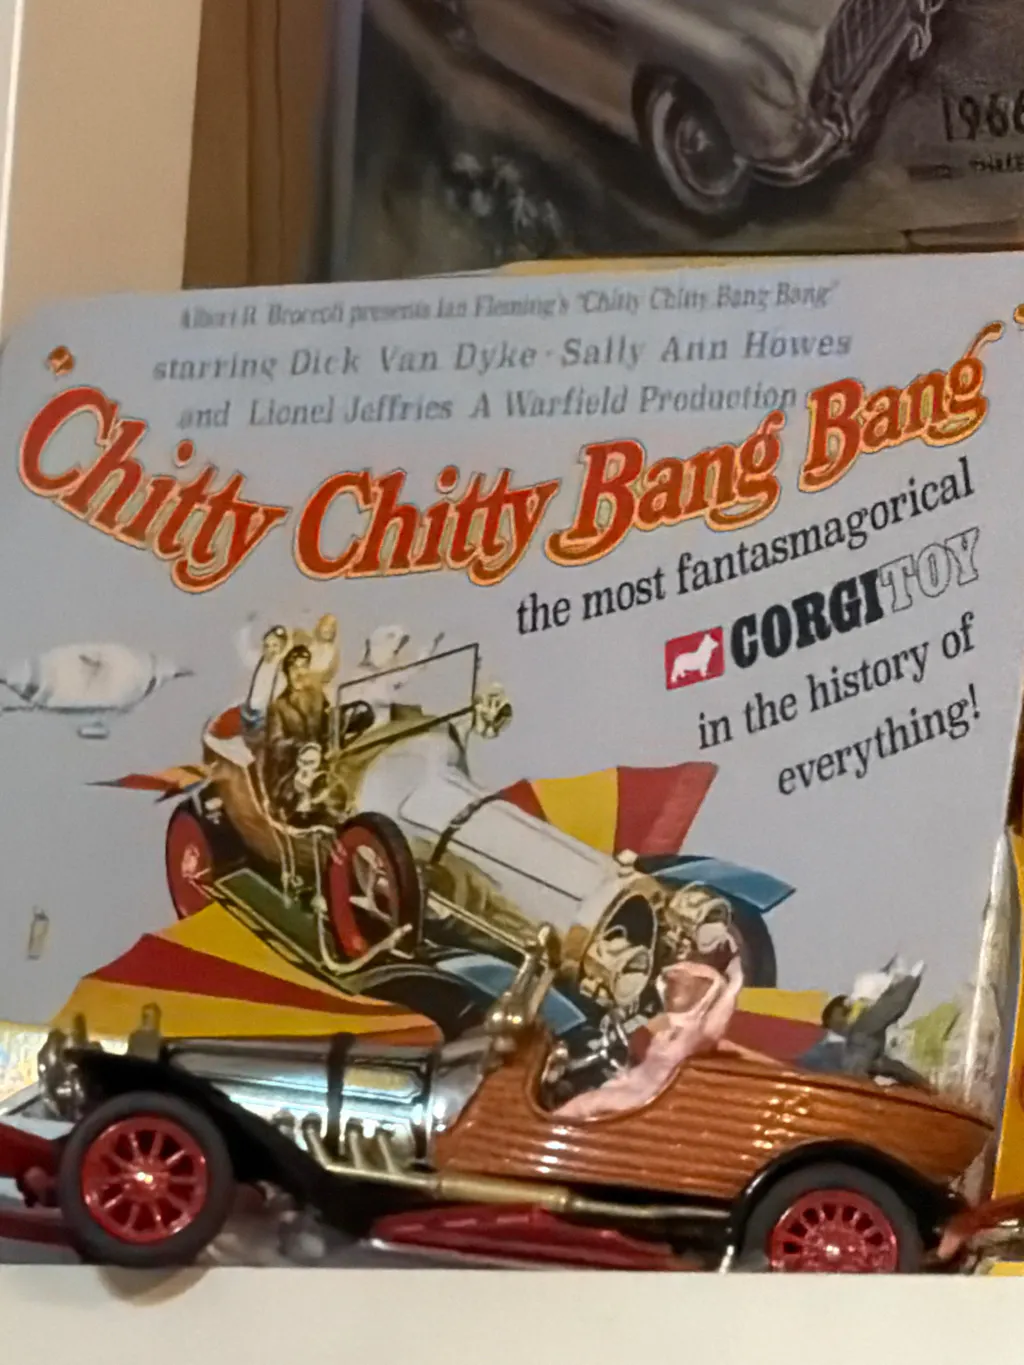 1966
Albert R. Broccoli presents Ian Fleming's "Chitty Chitty Bang Bang"
starring Dick Van Dyke · Sally Ann Howes
and Lionel Jeffries A Warfield Production
"Chitty Chitty Bang Bang"
the most fantasmagorical
CORGI TOY
in the history of
everything!